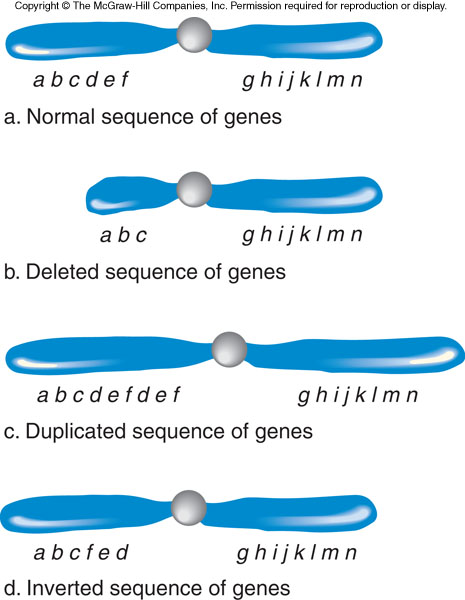 Copyright © The McGraw-Hill Companies, Inc. Permission required for reproduction or display.
a b c d e f g h i j k l m n
a. Normal sequence of genes
a b c g h i j k l m n
b. Deleted sequence of genes
a b c d e f d e f g h i j k l m n
c. Duplicated sequence of genes
a b c f e d g h i j k l m n
d. Inverted sequence of genes